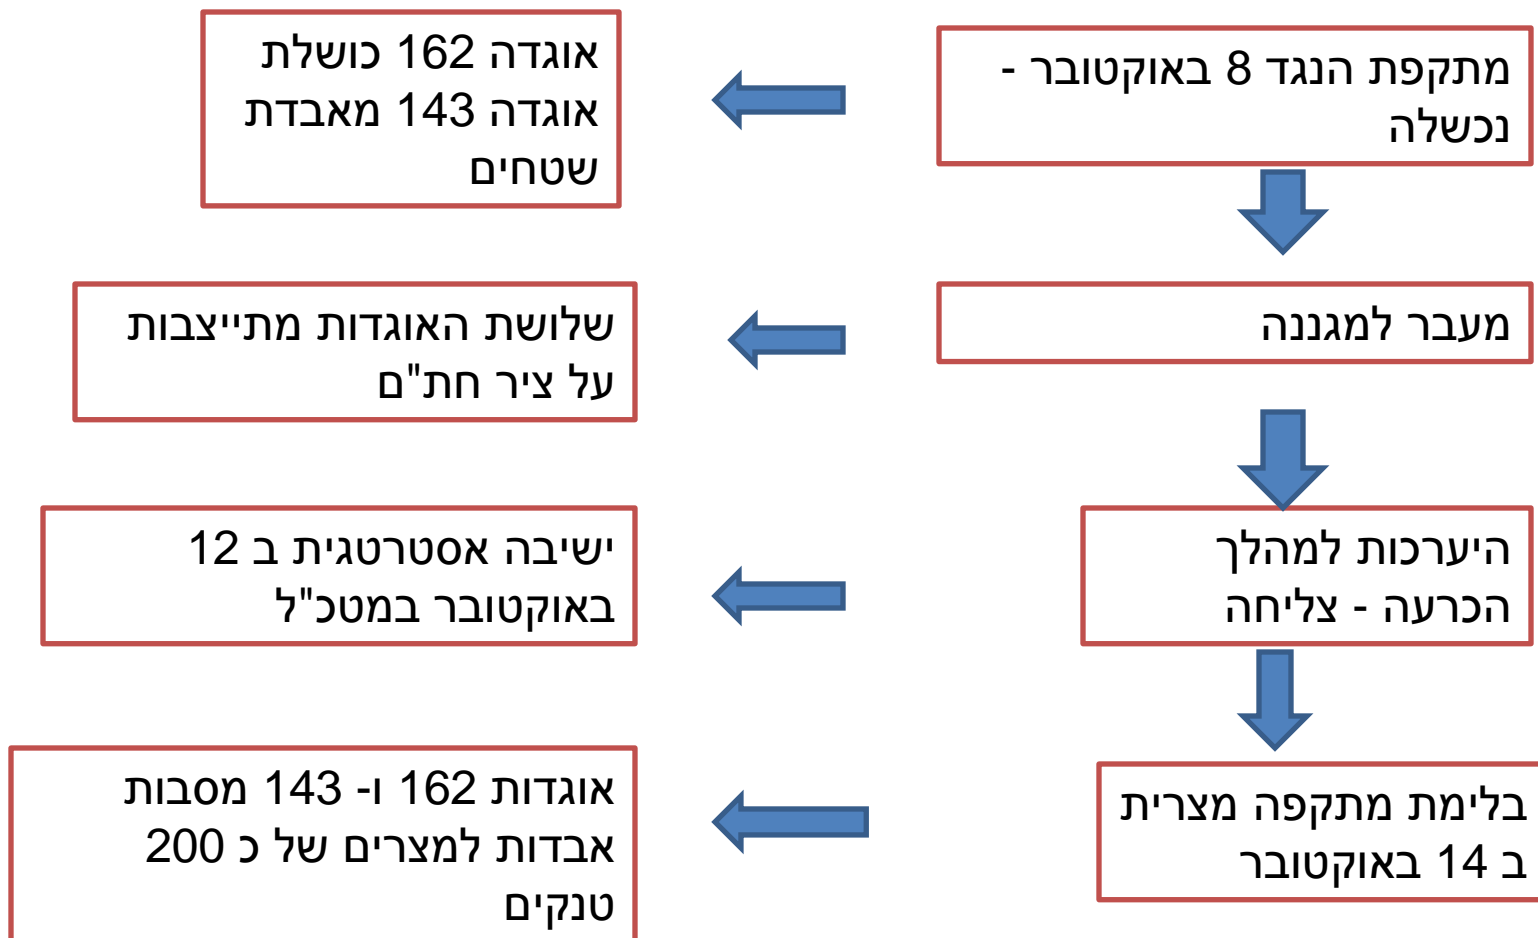 מתקפת הנגד 8 באוקטובר -
נכשלה
אוגדה 162 כושלת
אוגדה 143 מאבדת
שטחים
מעבר למגננה
שלושת האוגדות מתייצבות
על ציר חת"ם
היערכות למהלך
הכרעה - צליחה
ישיבה אסטרטגית ב 12
באוקטובר במטכ"ל
בלימת מתקפה מצרית
ב 14 באוקטובר
אוגדות 162 ו- 143 מסבות
אבדות למצרים של כ 200
טנקים